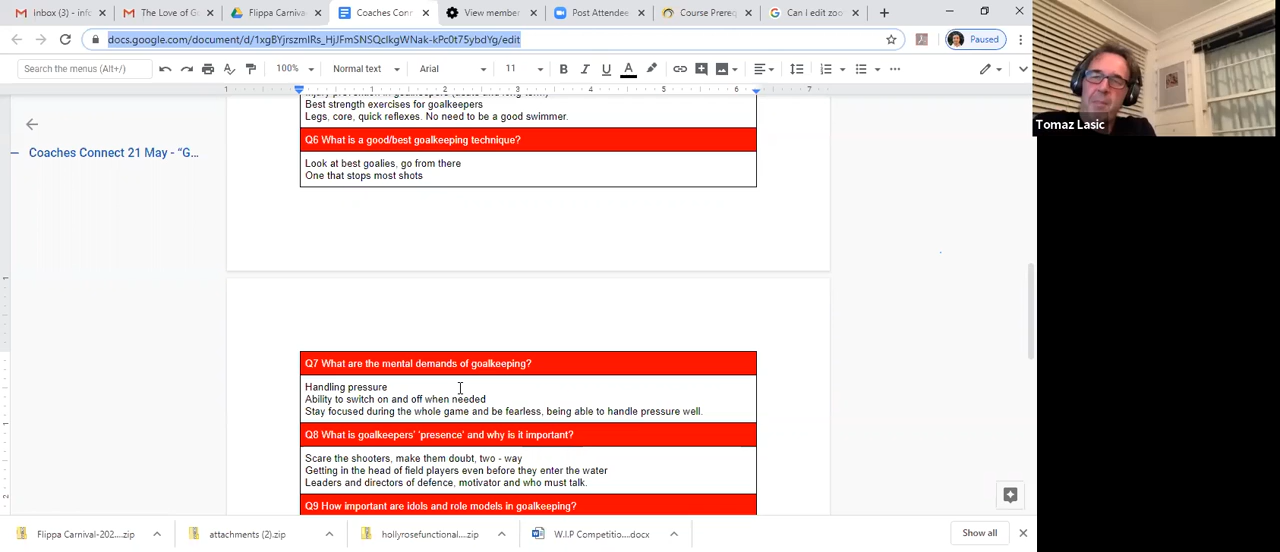 Inbox (3) - infc
The Love of G
Flippa Carniva
Coaches Conn
View member
Post Attendee
Course Prereq
Can I edit zoo
docs.google.com/document/d/1xgBYjrszmIRs_HjJFmSNSQclkgWNak-kPc0t75ybdYg/edit
Paused
Search the menus (Alt+/)
100%
Normal text
Arial
11
B I U A
1 1 2 3 4 5 6 7
Best strength exercises for goalkeepers
Legs, core, quick reflexes. No need to be a good swimmer.
Q6 What is a good/best goalkeeping technique?
Coaches Connect 21 May - “G...
Look at best goalies, go from there
One that stops most shots
Q7 What are the mental demands of goalkeeping?
Handling pressure
Ability to switch on and off when needed
Stay focused during the whole game and be fearless, being able to handle pressure well.
Q8 What is goalkeepers' 'presence' and why is it important?
Scare the shooters, make them doubt, two - way
Getting in the head of field players even before they enter the water
Leaders and directors of defence, motivator and who must talk.
Q9 How important are idols and role models in goalkeeping?
Flippa Carnival-202....zip
attachments (2).zip
hollyrosefunctional....zip
W.I.P Competitio....docx
Show all
Tomaz Lasic